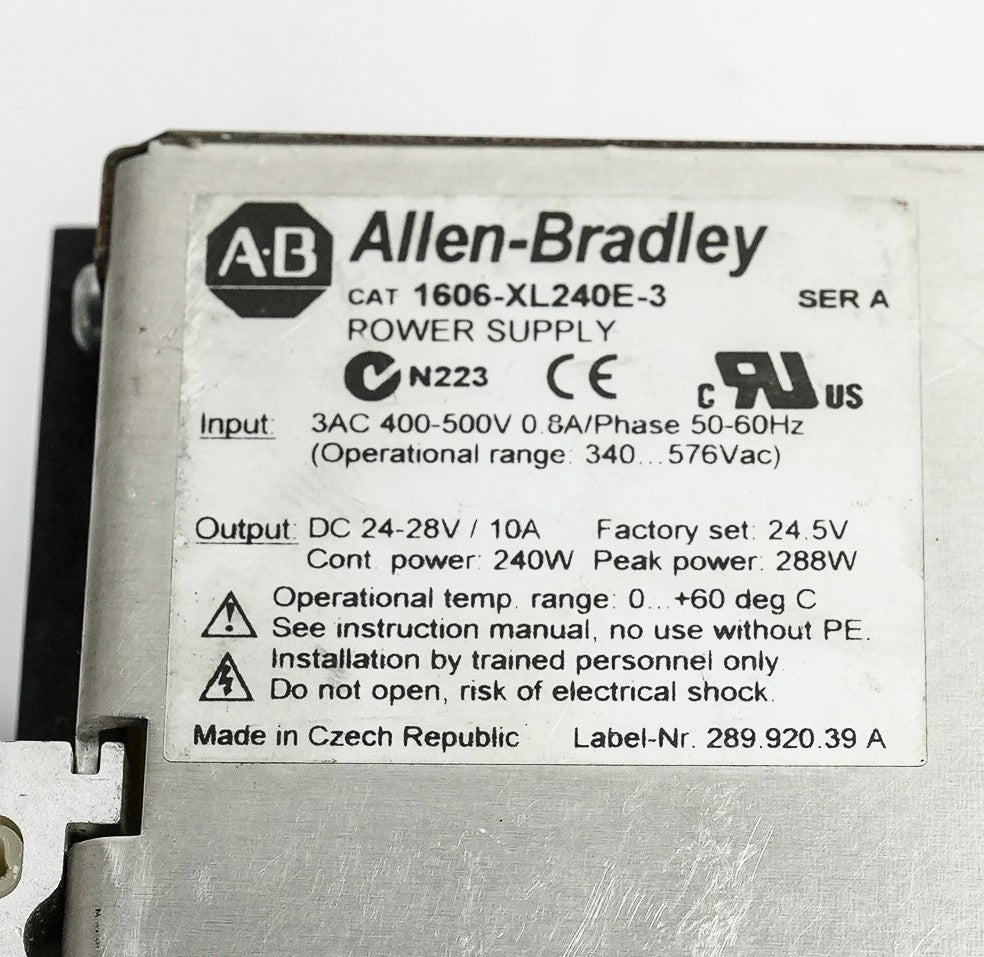 A·B Allen-Bradley
CAT 1606-XL240E-3 SER A
POWER SUPPLY
N223 CE C RU US
Input: 3AC 400-500V 0.8A/Phase 50-60Hz
(Operational range: 340...576Vac)
Output: DC 24-28V / 10A Factory set: 24.5V
Cont. power: 240W Peak power: 288W
Operational temp. range: 0...+60 deg C
See instruction manual, no use without PE.
Installation by trained personnel only
Do not open, risk of electrical shock.
Made in Czech Republic Label-Nr. 289.920.39 A